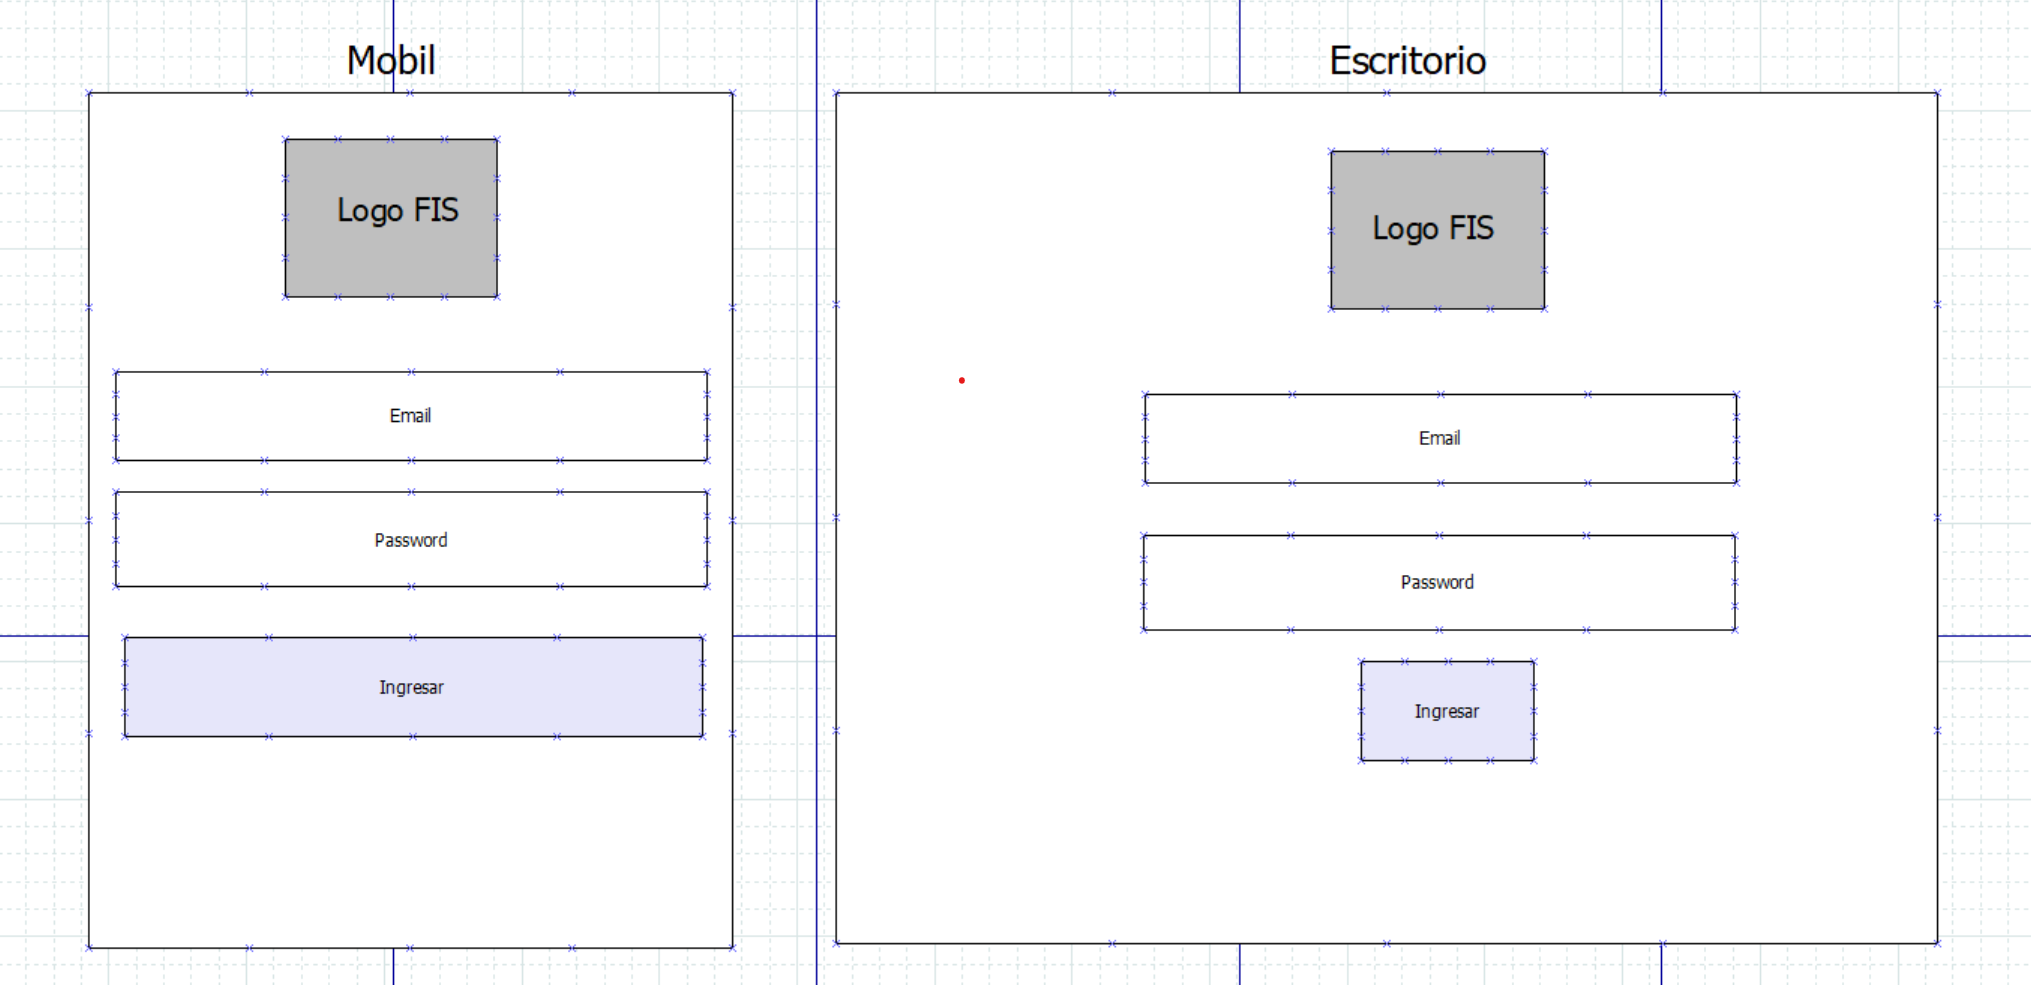 Mobil
Logo FIS
Email
Password
Ingresar
Escritorio
Logo FIS
Email
Password
Ingresar